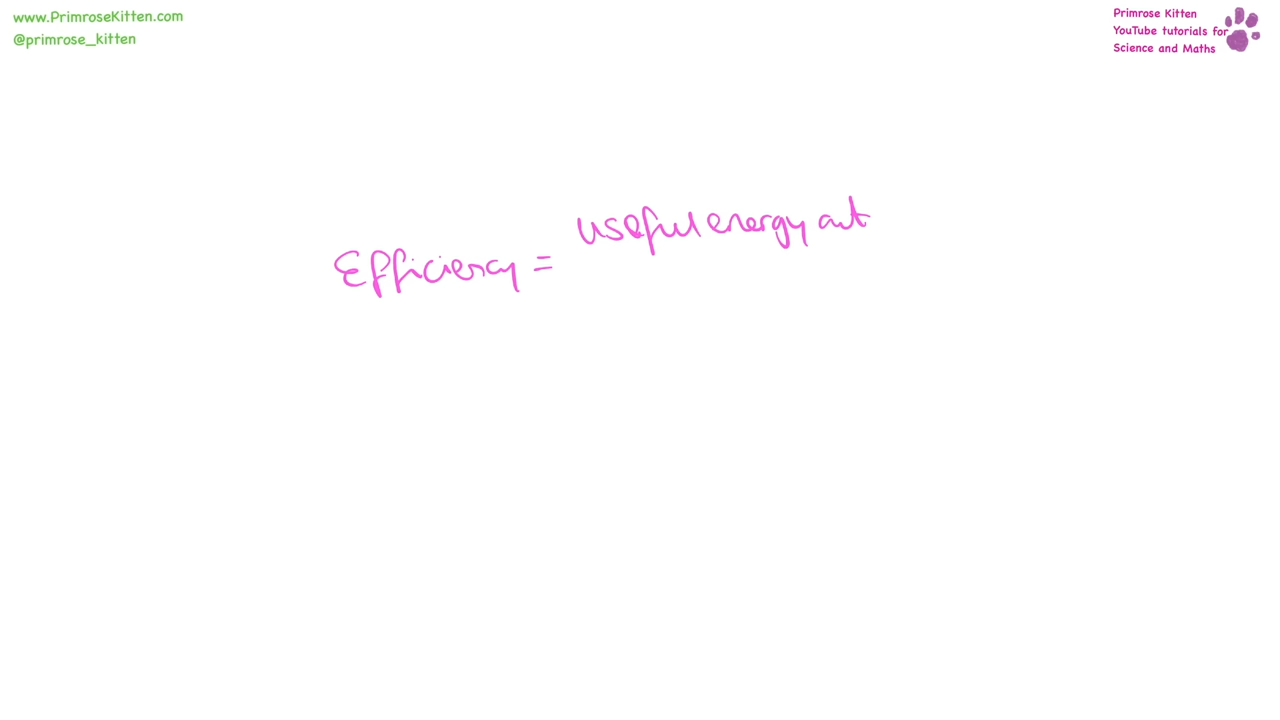 www.PrimroseKitten.com
@primrose_kitten
Primrose Kitten
YouTube tutorials for
Science and Maths
useful energy out
Efficiency =